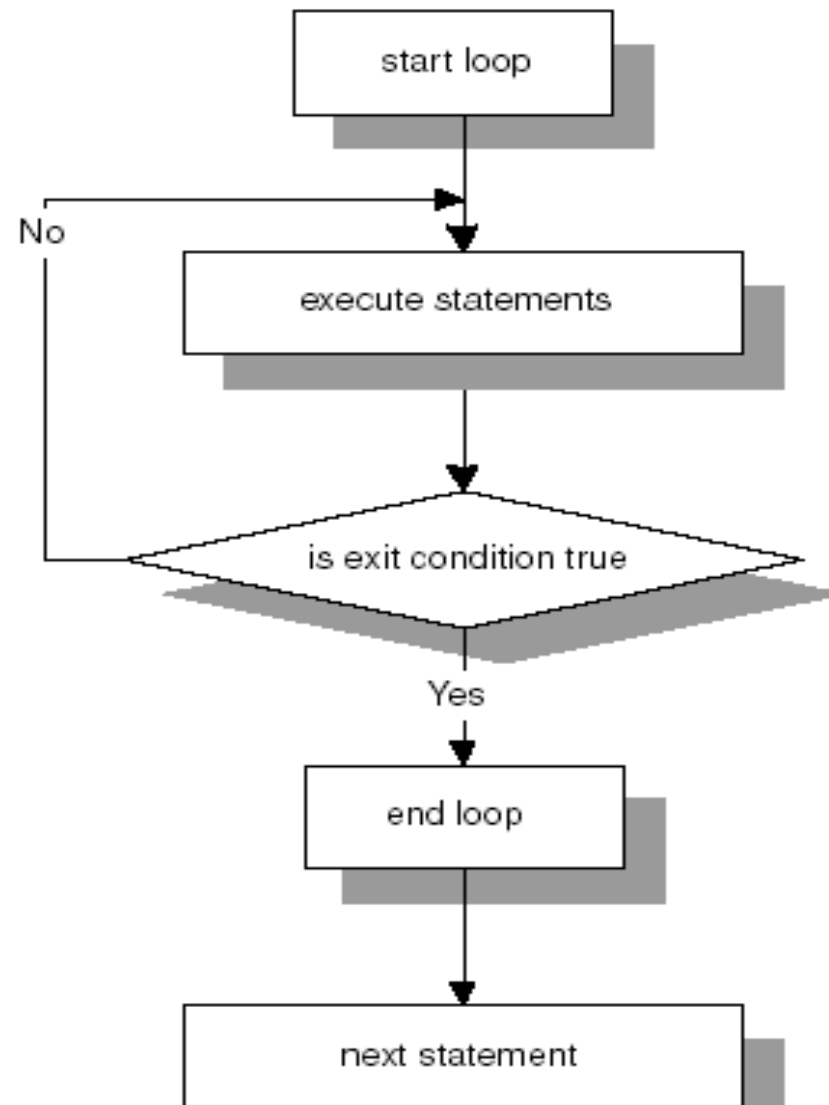 start loop
No
execute statements
is exit condition true
Yes
end loop
next statement